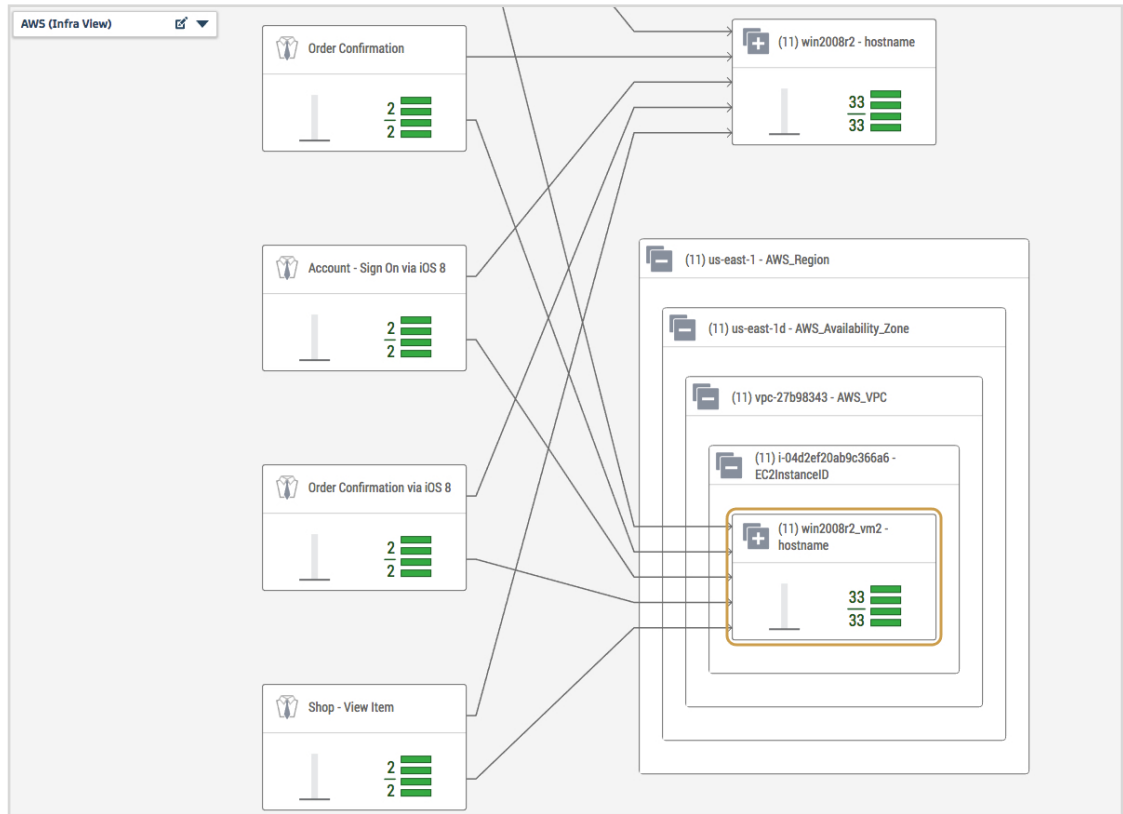 AWS (Infra View)
Order Confirmation
2
2
(11) win2008r2 - hostname
33
33
Account - Sign On via iOS 8
2
2
(11) us-east-1 - AWS_Region
(11) us-east-1d - AWS_Availability_Zone
(11) vpc-27b98343 - AWS_VPC
(11) i-04d2ef20ab9c366a6 -
EC2InstanceID
Order Confirmation via iOS 8
2
2
(11) win2008r2_vm2 -
hostname
33
33
Shop - View Item
2
2